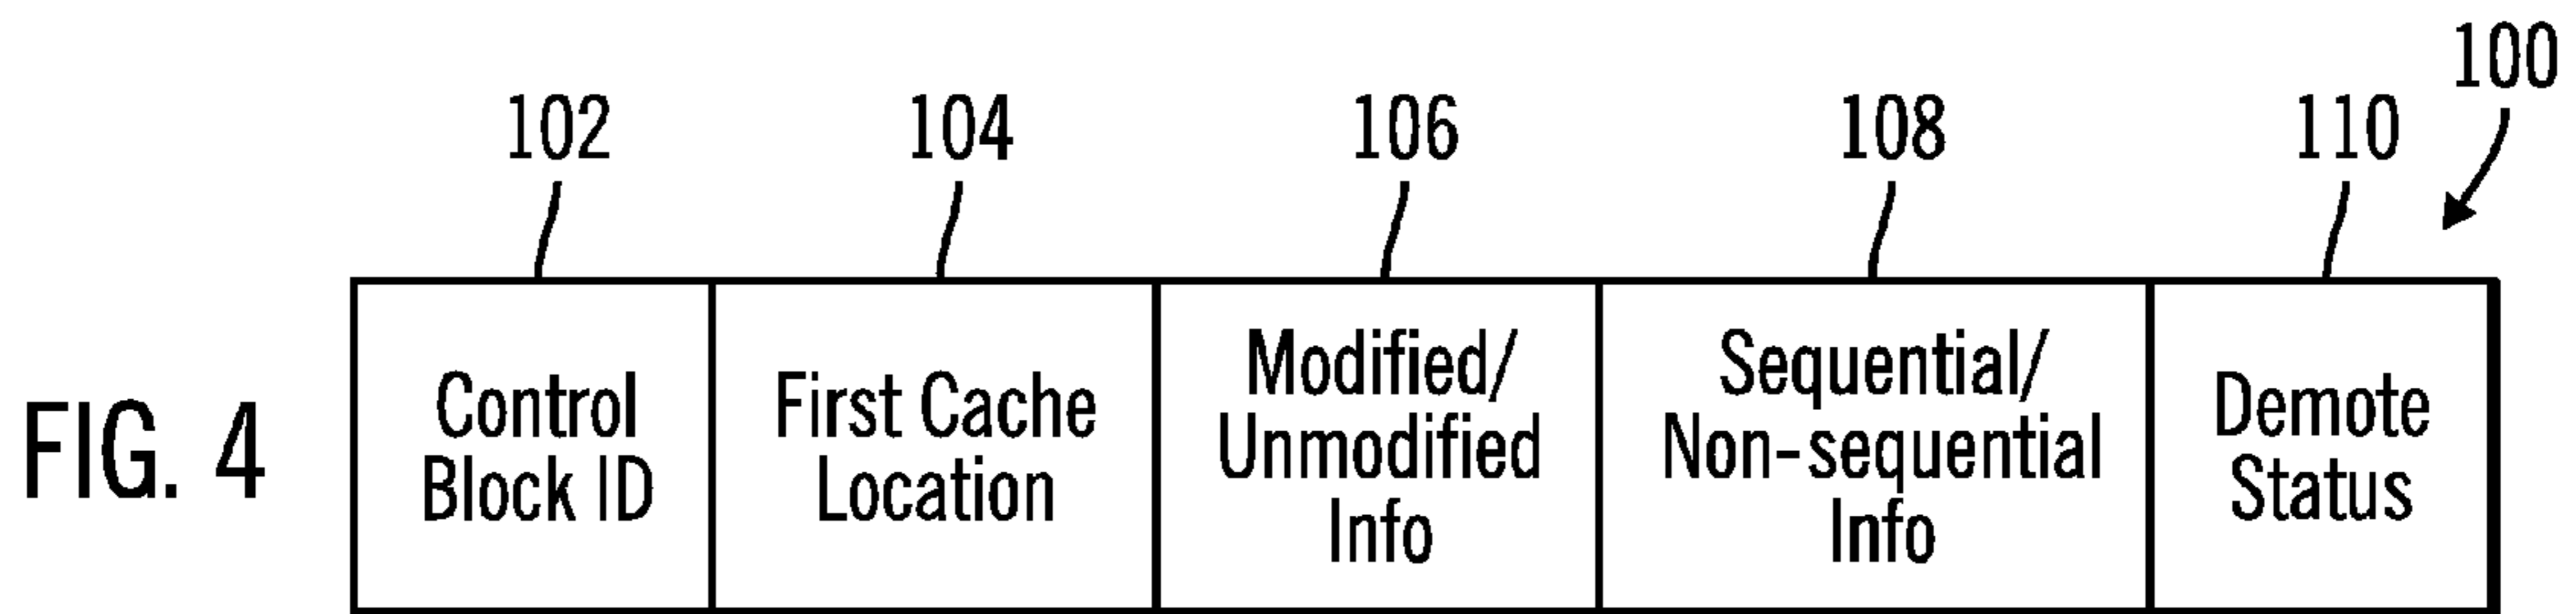 100
102
104
106
108
110
FIG. 4
Control
Block ID
First Cache
Location
Modified/
Unmodified
Info
Sequential/
Non-sequential
Info
Demote
Status